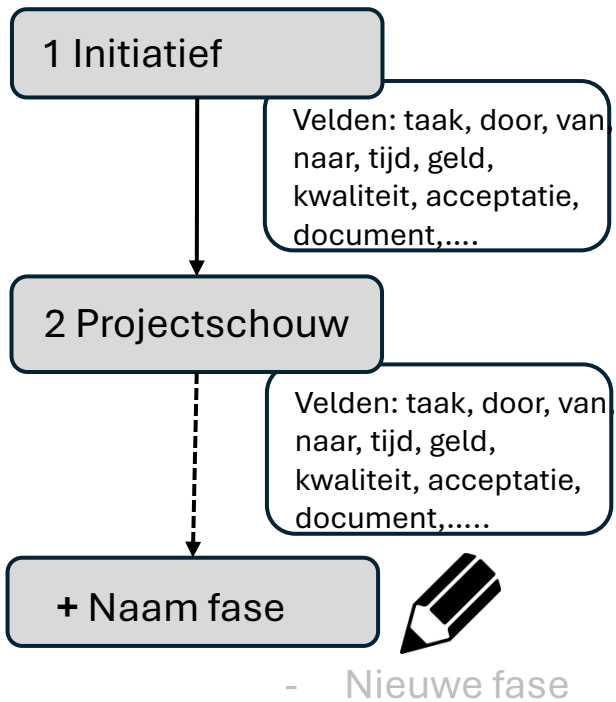 1 Initiatief
Velden: taak, door, van,
naar, tijd, geld,
kwaliteit, acceptatie,
document,....
2 Projectschouw
Velden: taak, door, van,
naar, tijd, geld,
kwaliteit, acceptatie,
document,.....
+ Naam fase
- Nieuwe fase